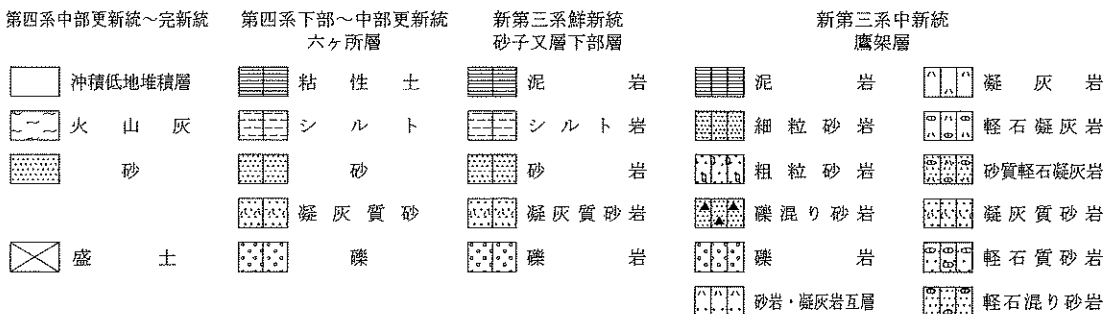 第四系中部更新統～完新統 第四系下部～中部更新統 新第三系鮮新統 新第三系中新統
六ヶ所層 砂子又層下部層 鷹架層
沖積低地堆積層 粘性土 泥岩 泥岩 凝灰岩
火山灰 シルト シルト岩 細粒砂岩 軽石凝灰岩
砂 砂 砂岩 粗粒砂岩 砂質軽石凝灰岩
凝灰質砂 凝灰質砂岩 礫混り砂岩 凝灰質砂岩
盛土 礫 礫岩 礫岩 軽石質砂岩
砂岩・凝灰岩互層 軽石混り砂岩